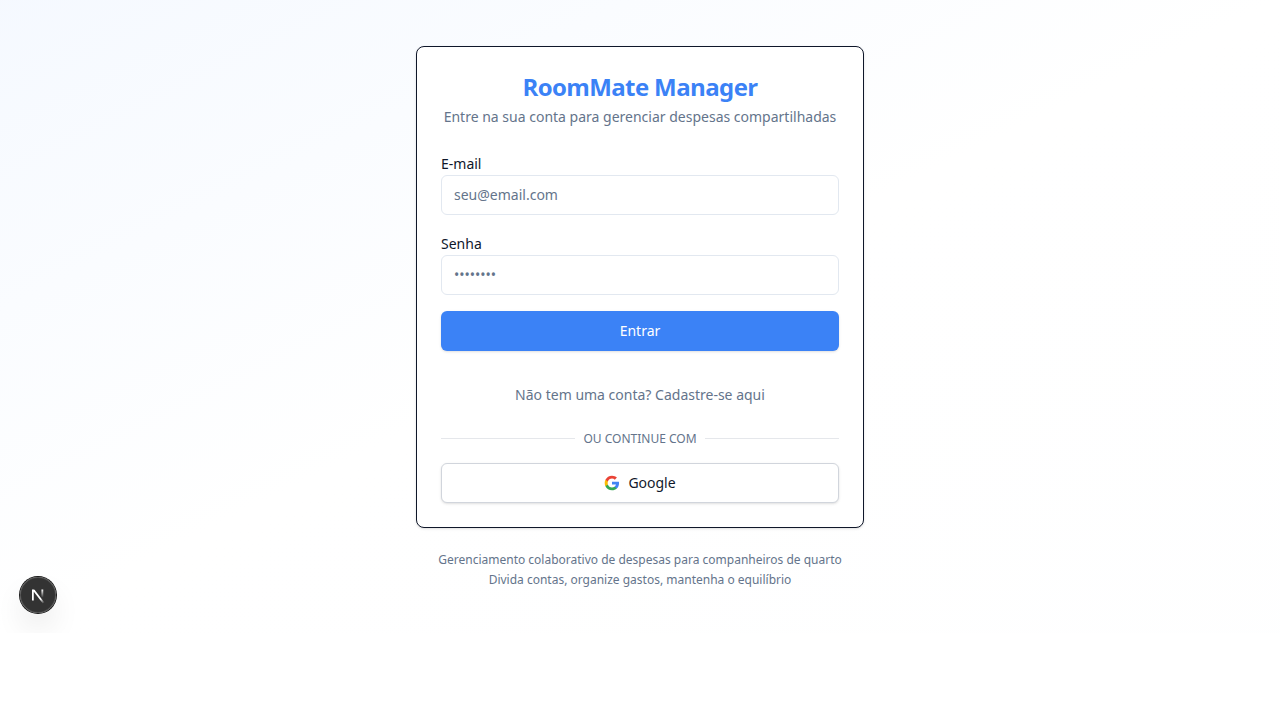 RoomMate Manager
Entre na sua conta para gerenciar despesas compartilhadas
E-mail
seu@email.com
Senha
••••••••
Entrar
Não tem uma conta? Cadastre-se aqui
OU CONTINUE COM
Google
Gerenciamento colaborativo de despesas para companheiros de quarto
Divida contas, organize gastos, mantenha o equilíbrio
N